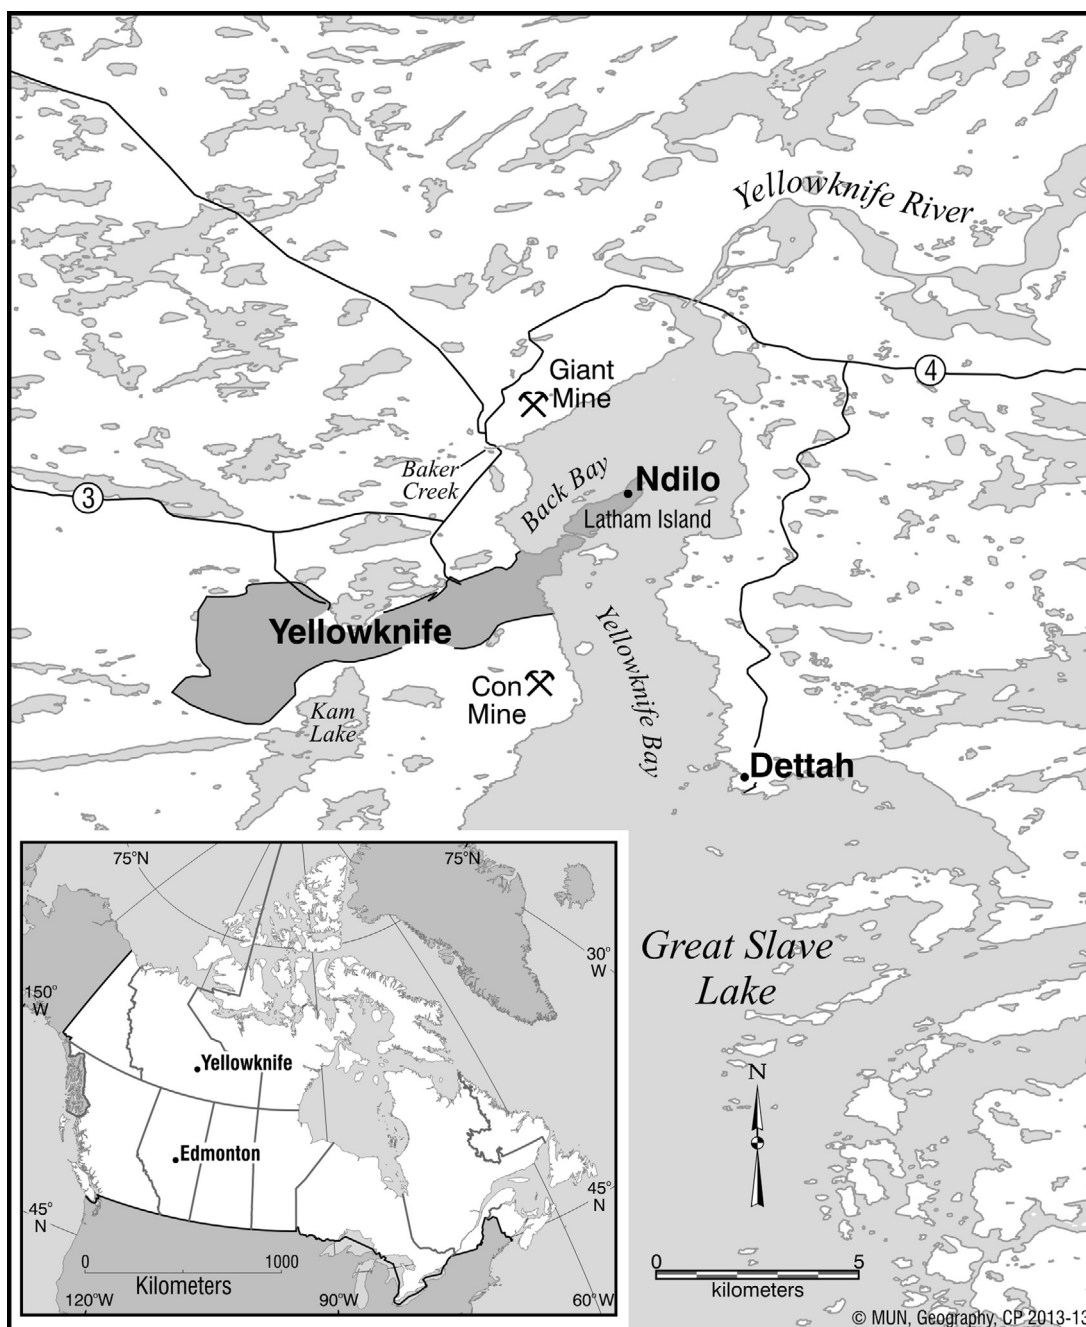 Yellowknife River
4
Giant
Mine
Baker
Creek
Back Bay
Ndilo
Latham Island
3
Yellowknife
Yellowknife Bay
Con
Mine
Kam
Lake
Dettah
Great Slave
Lake
N
0 5
kilometers
© MUN, Geography, CP 2013-13
75°N
75°N
30°
W
150°
W
Yellowknife
Edmonton
45°
N
45°
N
0 1000
Kilometers
120°W
90°W
60°W